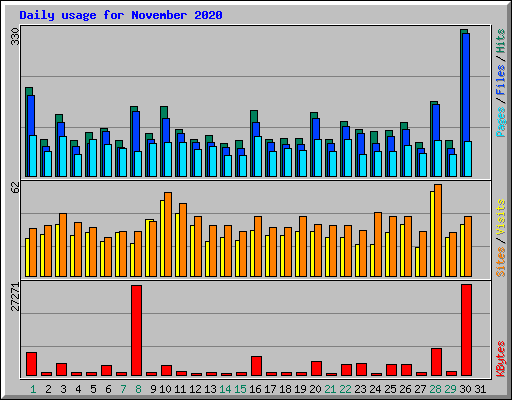 Daily usage for November 2020
330
Pages / Files / Hits
62
Sites / Visits
27271
KBytes
1 2 3 4 5 6 7 8 9 10 11 12 13 14 15 16 17 18 19 20 21 22 23 24 25 26 27 28 29 30 31